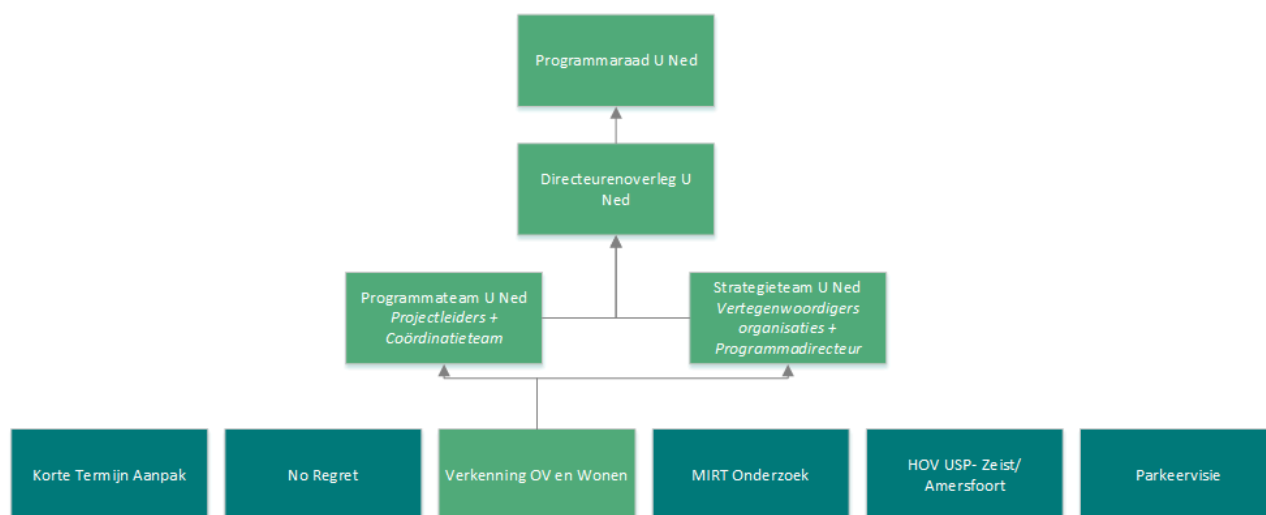 Programmaraad U Ned
Directeurenoverleg U
Ned
Programmateam U Ned
Projectleiders +
Coördinatieteam
Strategieteam U Ned
Vertegenwoordigers
organisaties +
Programmadirecteur
Korte Termijn Aanpak
No Regret
Verkenning OV en Wonen
MIRT Onderzoek
HOV USP- Zeist/
Amersfoort
Parkeervisie